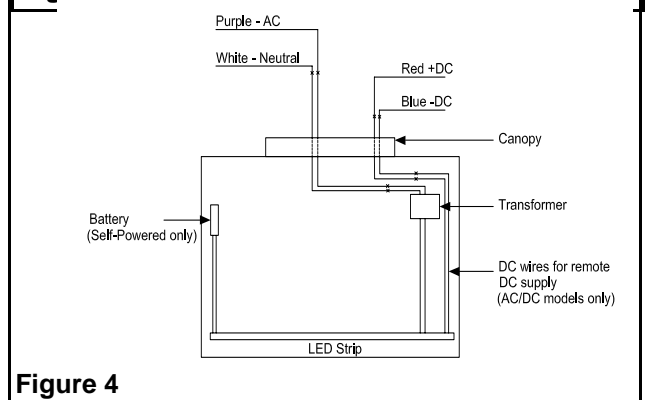 Purple - AC
White - Neutral
Red +DC
Blue -DC
Canopy
Transformer
Battery
(Self-Powered only)
DC wires for remote
DC supply
(AC/DC models only)
LED Strip
Figure 4